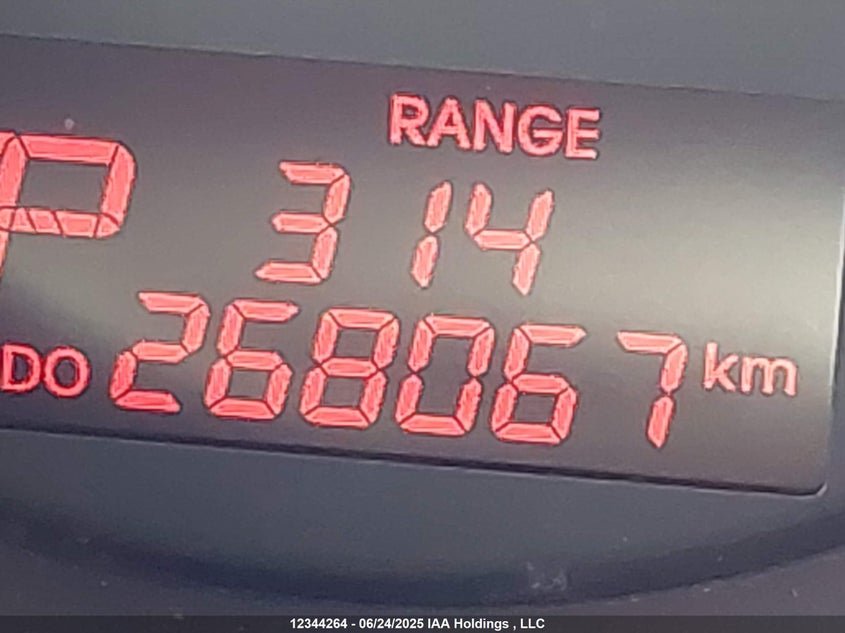 RANGE
P 314
DO 268067 km
12344264 - 06/24/2025 IAA Holdings , LLC